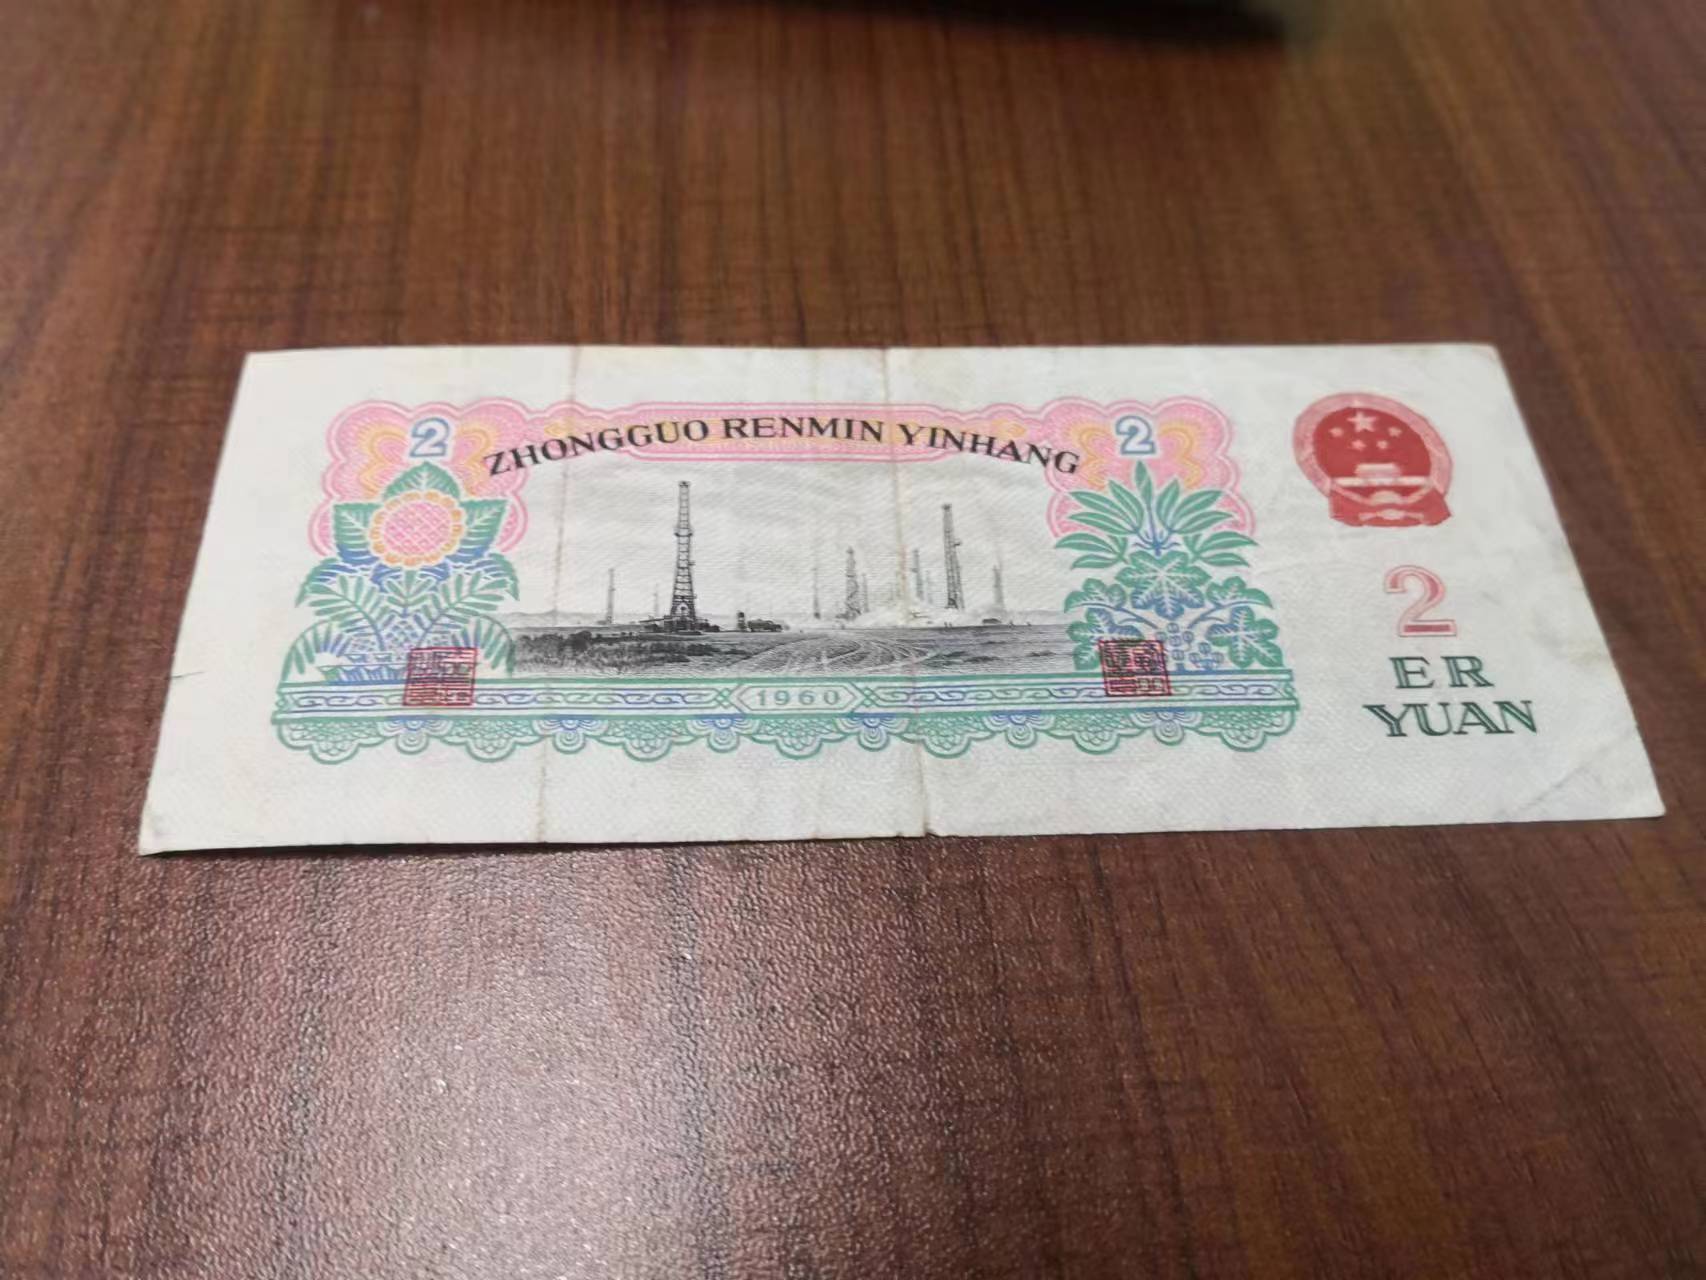 2
ZHONGGUO RENMIN YINHANG
2
1960
2
ER
YUAN